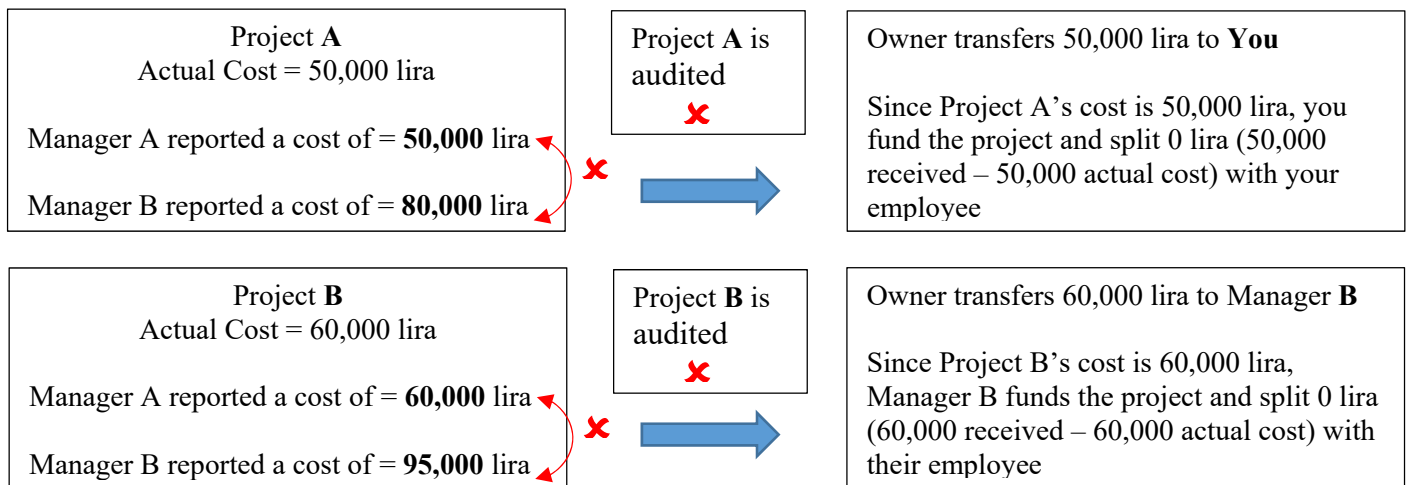 Project A
Actual Cost = 50,000 lira
Manager A reported a cost of = 50,000 lira
Manager B reported a cost of = 80,000 lira
Project A is
audited
Owner transfers 50,000 lira to You
Since Project A’s cost is 50,000 lira, you
fund the project and split 0 lira (50,000
received – 50,000 actual cost) with your
employee
Project B
Actual Cost = 60,000 lira
Manager A reported a cost of = 60,000 lira
Manager B reported a cost of = 95,000 lira
Project B is
audited
Owner transfers 60,000 lira to Manager B
Since Project B’s cost is 60,000 lira,
Manager B funds the project and split 0 lira
(60,000 received – 60,000 actual cost) with
their employee